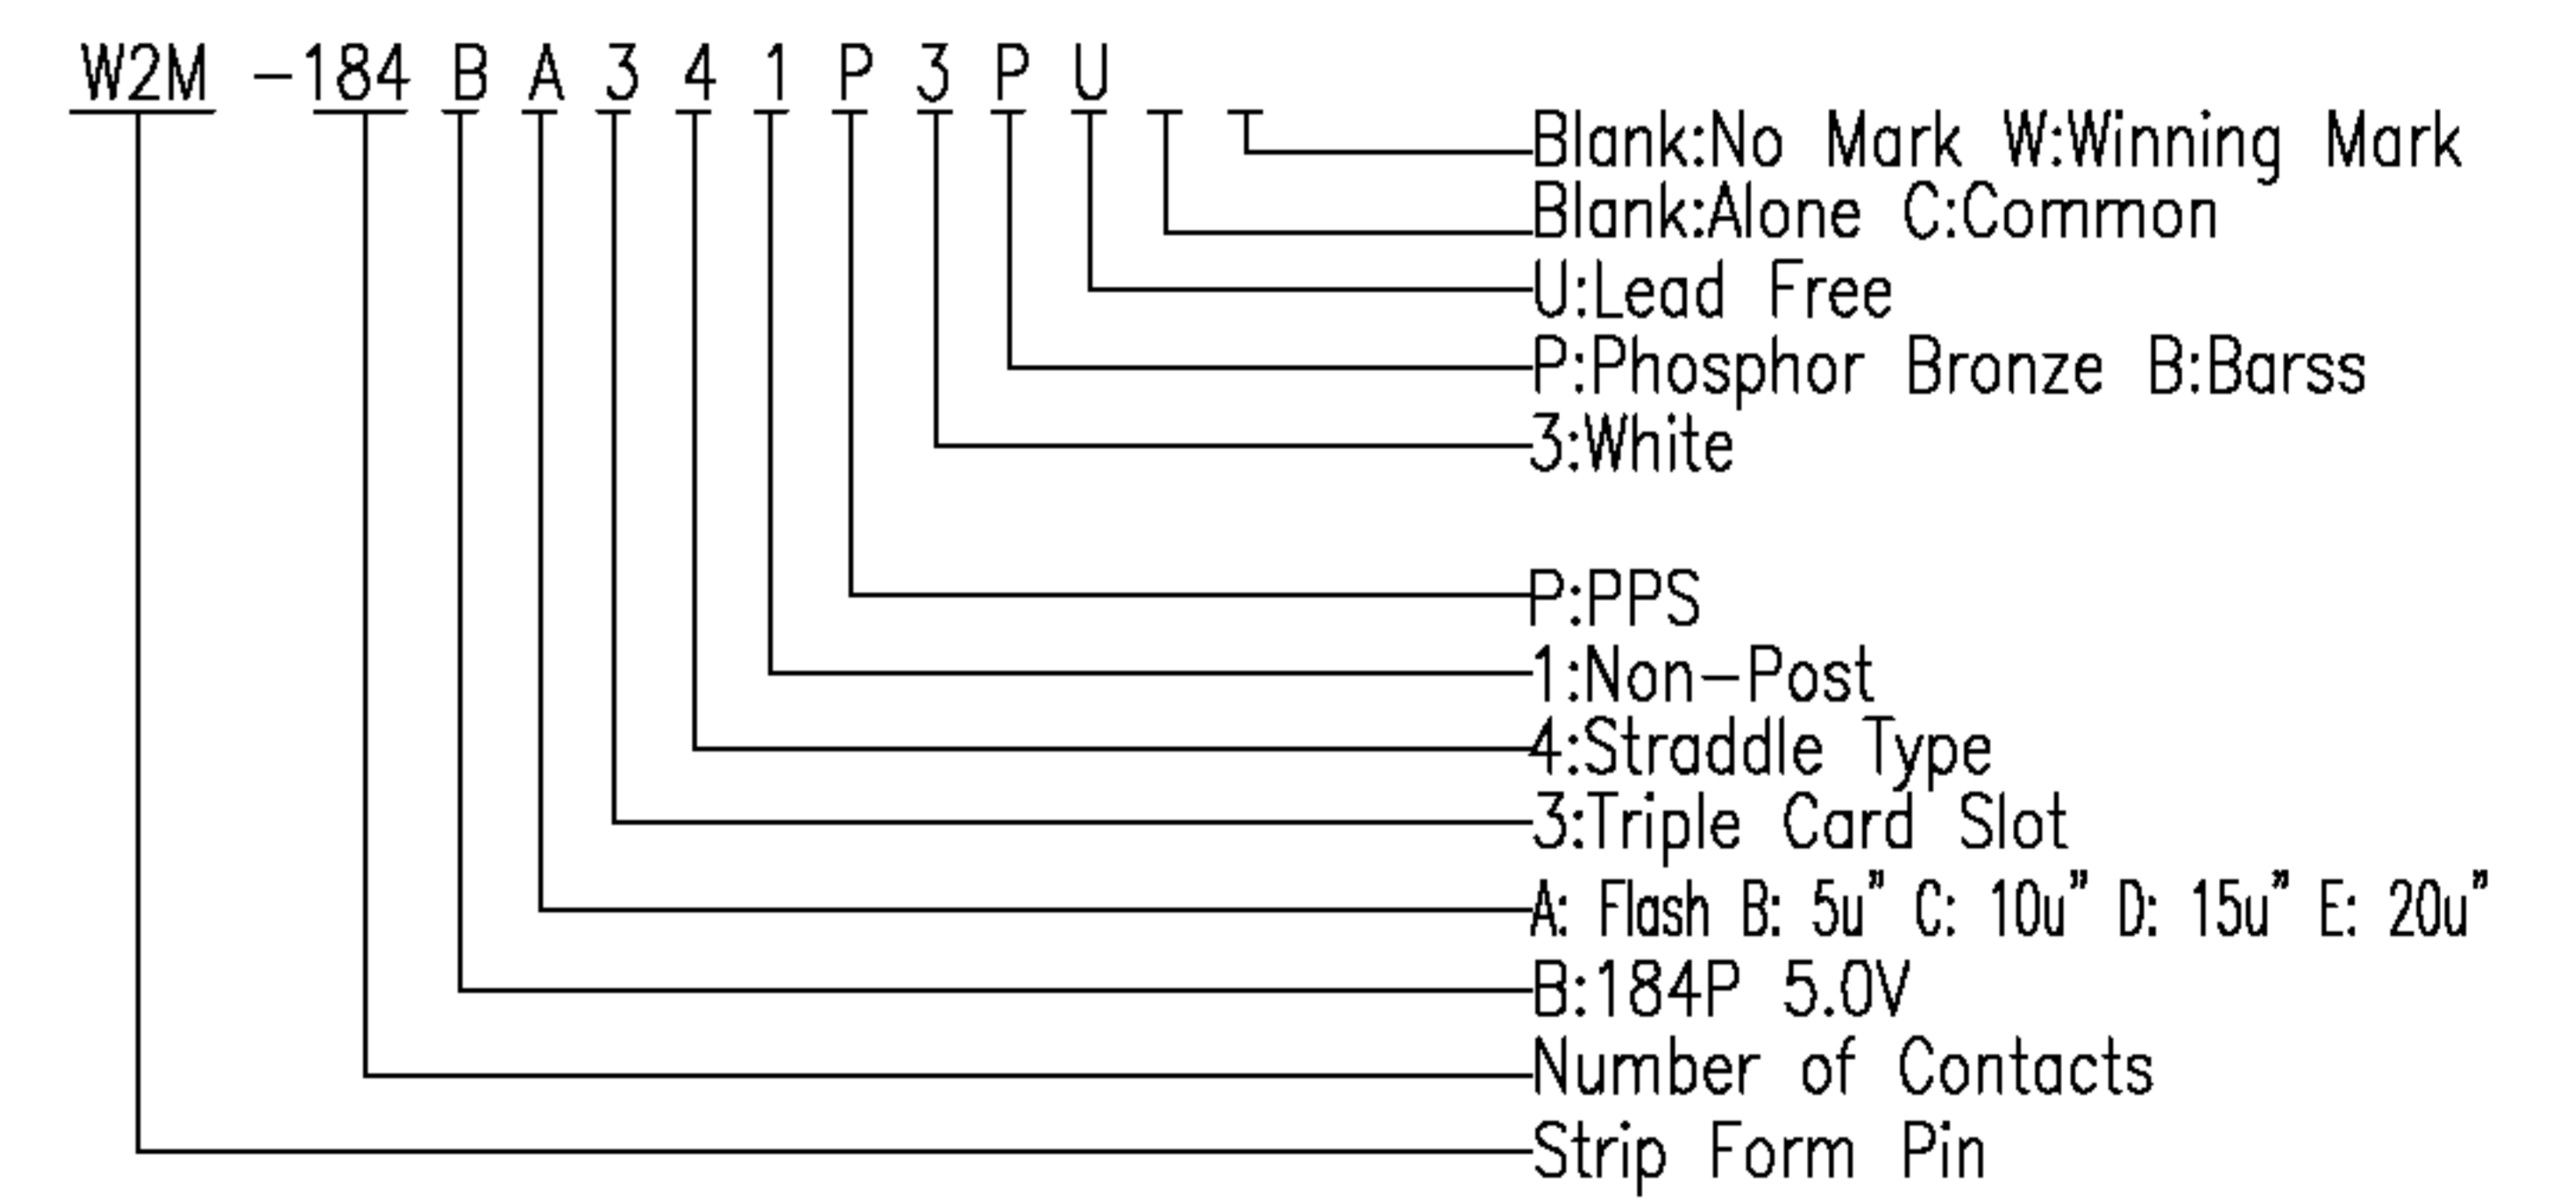 W2M -184 B A 3 4 1 P 3 P U
Blank:No Mark W:Winning Mark
Blank:Alone C:Common
U:Lead Free
P:Phosphor Bronze B:Barss
3:White
P:PPS
1:Non-Post
4:Straddle Type
3:Triple Card Slot
A: Flash B: 5u” C: 10u” D: 15u” E: 20u”
B:184P 5.0V
Number of Contacts
Strip Form Pin